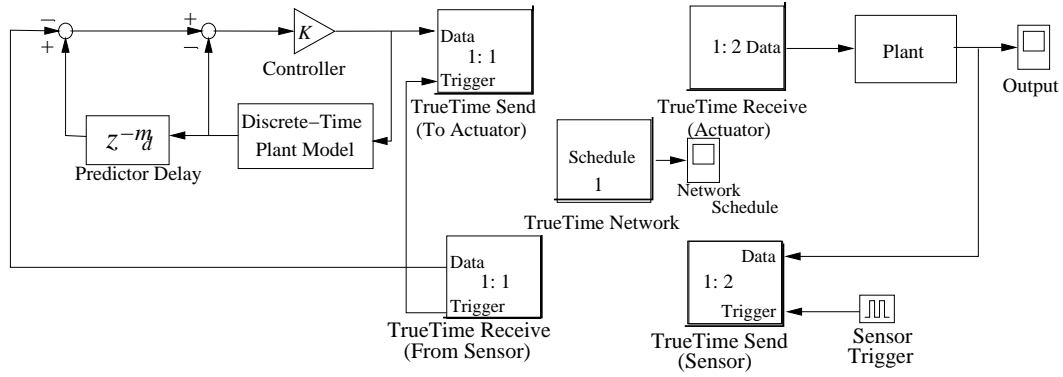 − + −
+
K
Controller
Data
1: 1
Trigger
TrueTime Send
(To Actuator)
z−md
Predictor Delay
Discrete−Time
Plant Model
1: 2 Data
TrueTime Receive
(Actuator)
Plant
Output
Schedule
1
TrueTime Network
Network
Schedule
Data
1: 1
Trigger
TrueTime Receive
(From Sensor)
Data
1: 2
Trigger
TrueTime Send
(Sensor)
Sensor
Trigger